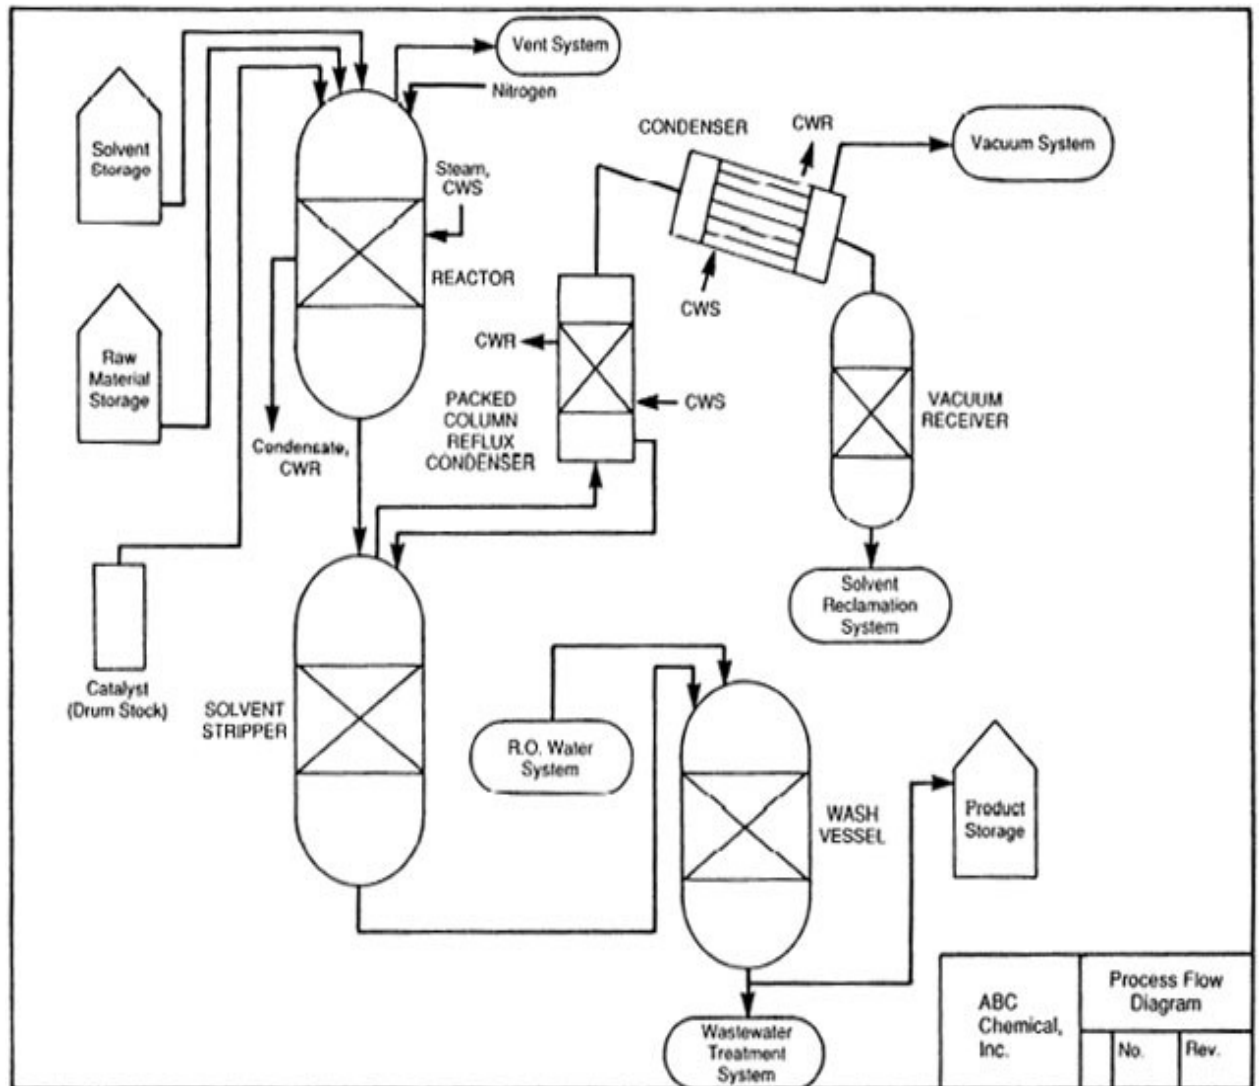 Vent System
Nitrogen
Solvent
Storage
Steam,
CWS
REACTOR
CONDENSER
CWR
Vacuum System
CWS
Raw
Material
Storage
Condensate,
CWR
CWR
PACKED
COLUMN
REFLUX
CONDENSER
CWS
VACUUM
RECEIVER
Solvent
Reclamation
System
Catalyst
(Drum Stock)
SOLVENT
STRIPPER
R.O. Water
System
WASH
VESSEL
Product
Storage
Wastewater
Treatment
System
ABC
Chemical,
Inc.
Process Flow
Diagram
No.
Rev.